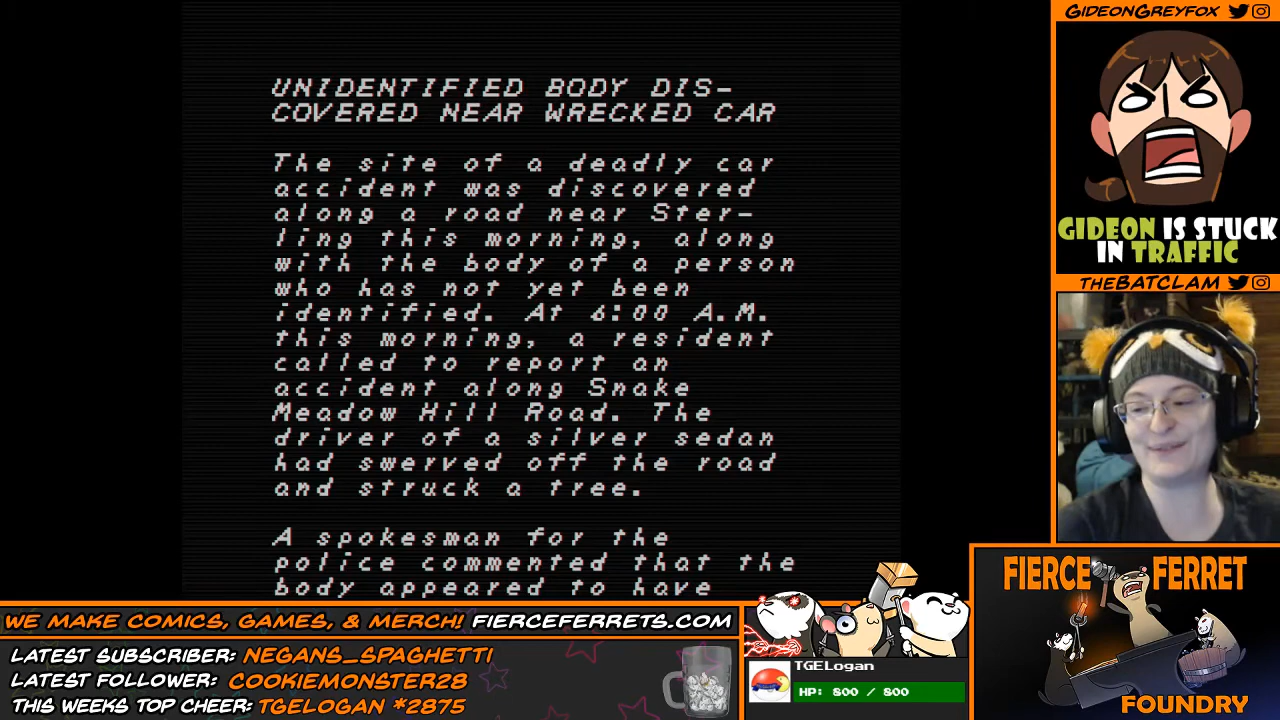 UNIDENTIFIED BODY DIS-
COVERED NEAR WRECKED CAR
The site of a deadly car
accident was discovered
along a road near Ster-
ling this morning, along
with the body of a person
who has not yet been
identified. At 6:00 A.M.
this morning, a resident
called to report an
accident along Snake
Meadow Hill Road. The
driver of a silver sedan
had swerved off the road
and struck a tree.
A spokesman for the
police commented that the
body appeared to have
GIDEONGREYFOX
GIDEON IS STUCK
IN TRAFFIC
THEBATCLAM
WE MAKE COMICS, GAMES, & MERCH! FIERCEFERRETS.COM
LATEST SUBSCRIBER: NEGANS_SPAGHETTI
LATEST FOLLOWER: COOKIEMONSTER28
THIS WEEKS TOP CHEER: TGELOGAN *2875
TGELogan
HP: 800 / 800
FIERCE FERRET
FOUNDRY